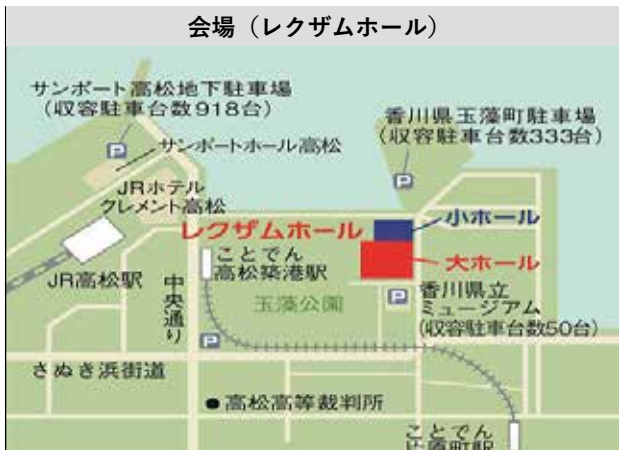 会場（レクザムホール）
サンポート高松地下駐車場
（収容駐車台数918台）
香川県玉藻町駐車場
（収容駐車台数333台）
P
サンポートホール高松
P
JRホテル
クレメント高松
レクザムホール
小ホール
大ホール
ことでん
高松築港駅
JR高松駅
中央通り
玉藻公園
P
香川県立
ミュージアム
（収容駐車台数50台）
P
さぬき浜街道
高松高等裁判所
ことでん
片原町駅
P